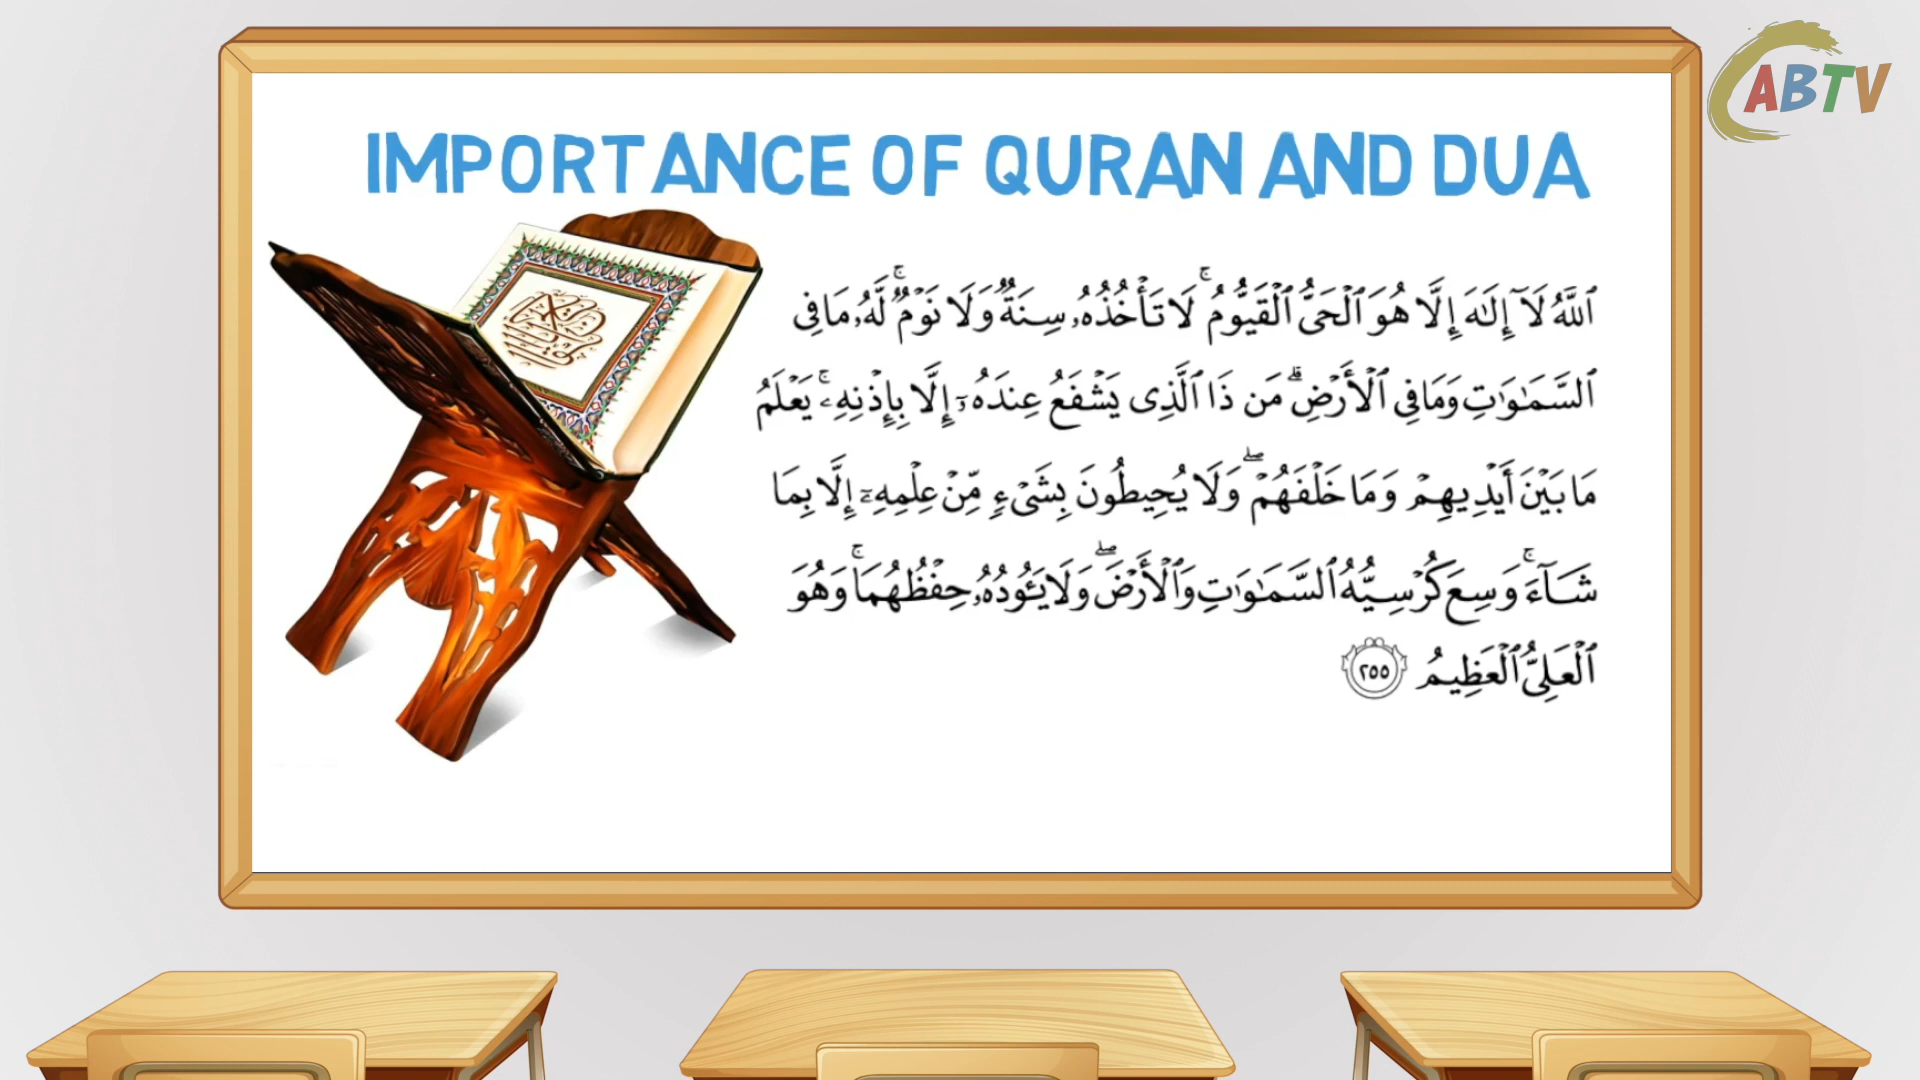 ABTV
IMPORTANCE OF QURAN AND DUA
ٱللَّهُ لَآ إِلَـٰهَ إِلَّا هُوَ ٱلْحَىُّ ٱلْقَيُّومُ ۚ لَا تَأْخُذُهُۥ سِنَةٌ وَلَا نَوْمٌ ۚ لَّهُۥ مَا فِى
ٱلسَّمَـٰوَٰتِ وَمَا فِى ٱلْأَرْضِ ۗ مَن ذَا ٱلَّذِى يَشْفَعُ عِندَهُۥٓ إِلَّا بِإِذْنِهِۦ ۚ يَعْلَمُ
مَا بَيْنَ أَيْدِيهِمْ وَمَا خَلْفَهُمْ ۖ وَلَا يُحِيطُونَ بِشَىْءٍ مِّنْ عِلْمِهِۦٓ إِلَّا بِمَا
شَآءَ ۚ وَسِعَ كُرْسِيُّهُ ٱلسَّمَـٰوَٰتِ وَٱلْأَرْضَ ۖ وَلَا يَـُٔودُهُۥ حِفْظُهُمَا ۚ وَهُوَ
ٱلْعَلِىُّ ٱلْعَظِيمُ ٢٥٥